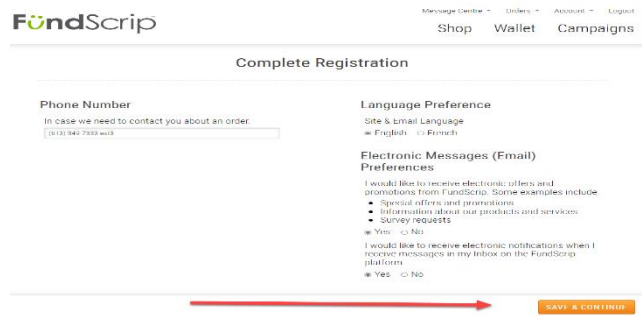 Message Centre Orders Account Logout
FundScrip
Shop Wallet Campaigns
Complete Registration
Phone Number
In case we need to contact you about an order.
Language Preference
Site & Email Language
English French
Electronic Messages (Email)
Preferences
I would like to receive electronic offers and
promotions from FundScrip. Some examples include:
Special offers and promotions
Information about our products and services
Survey requests
Yes No
I would like to receive electronic notifications when I
receive messages in my Inbox on the FundScrip
platform
Yes No
SAVE & CONTINUE